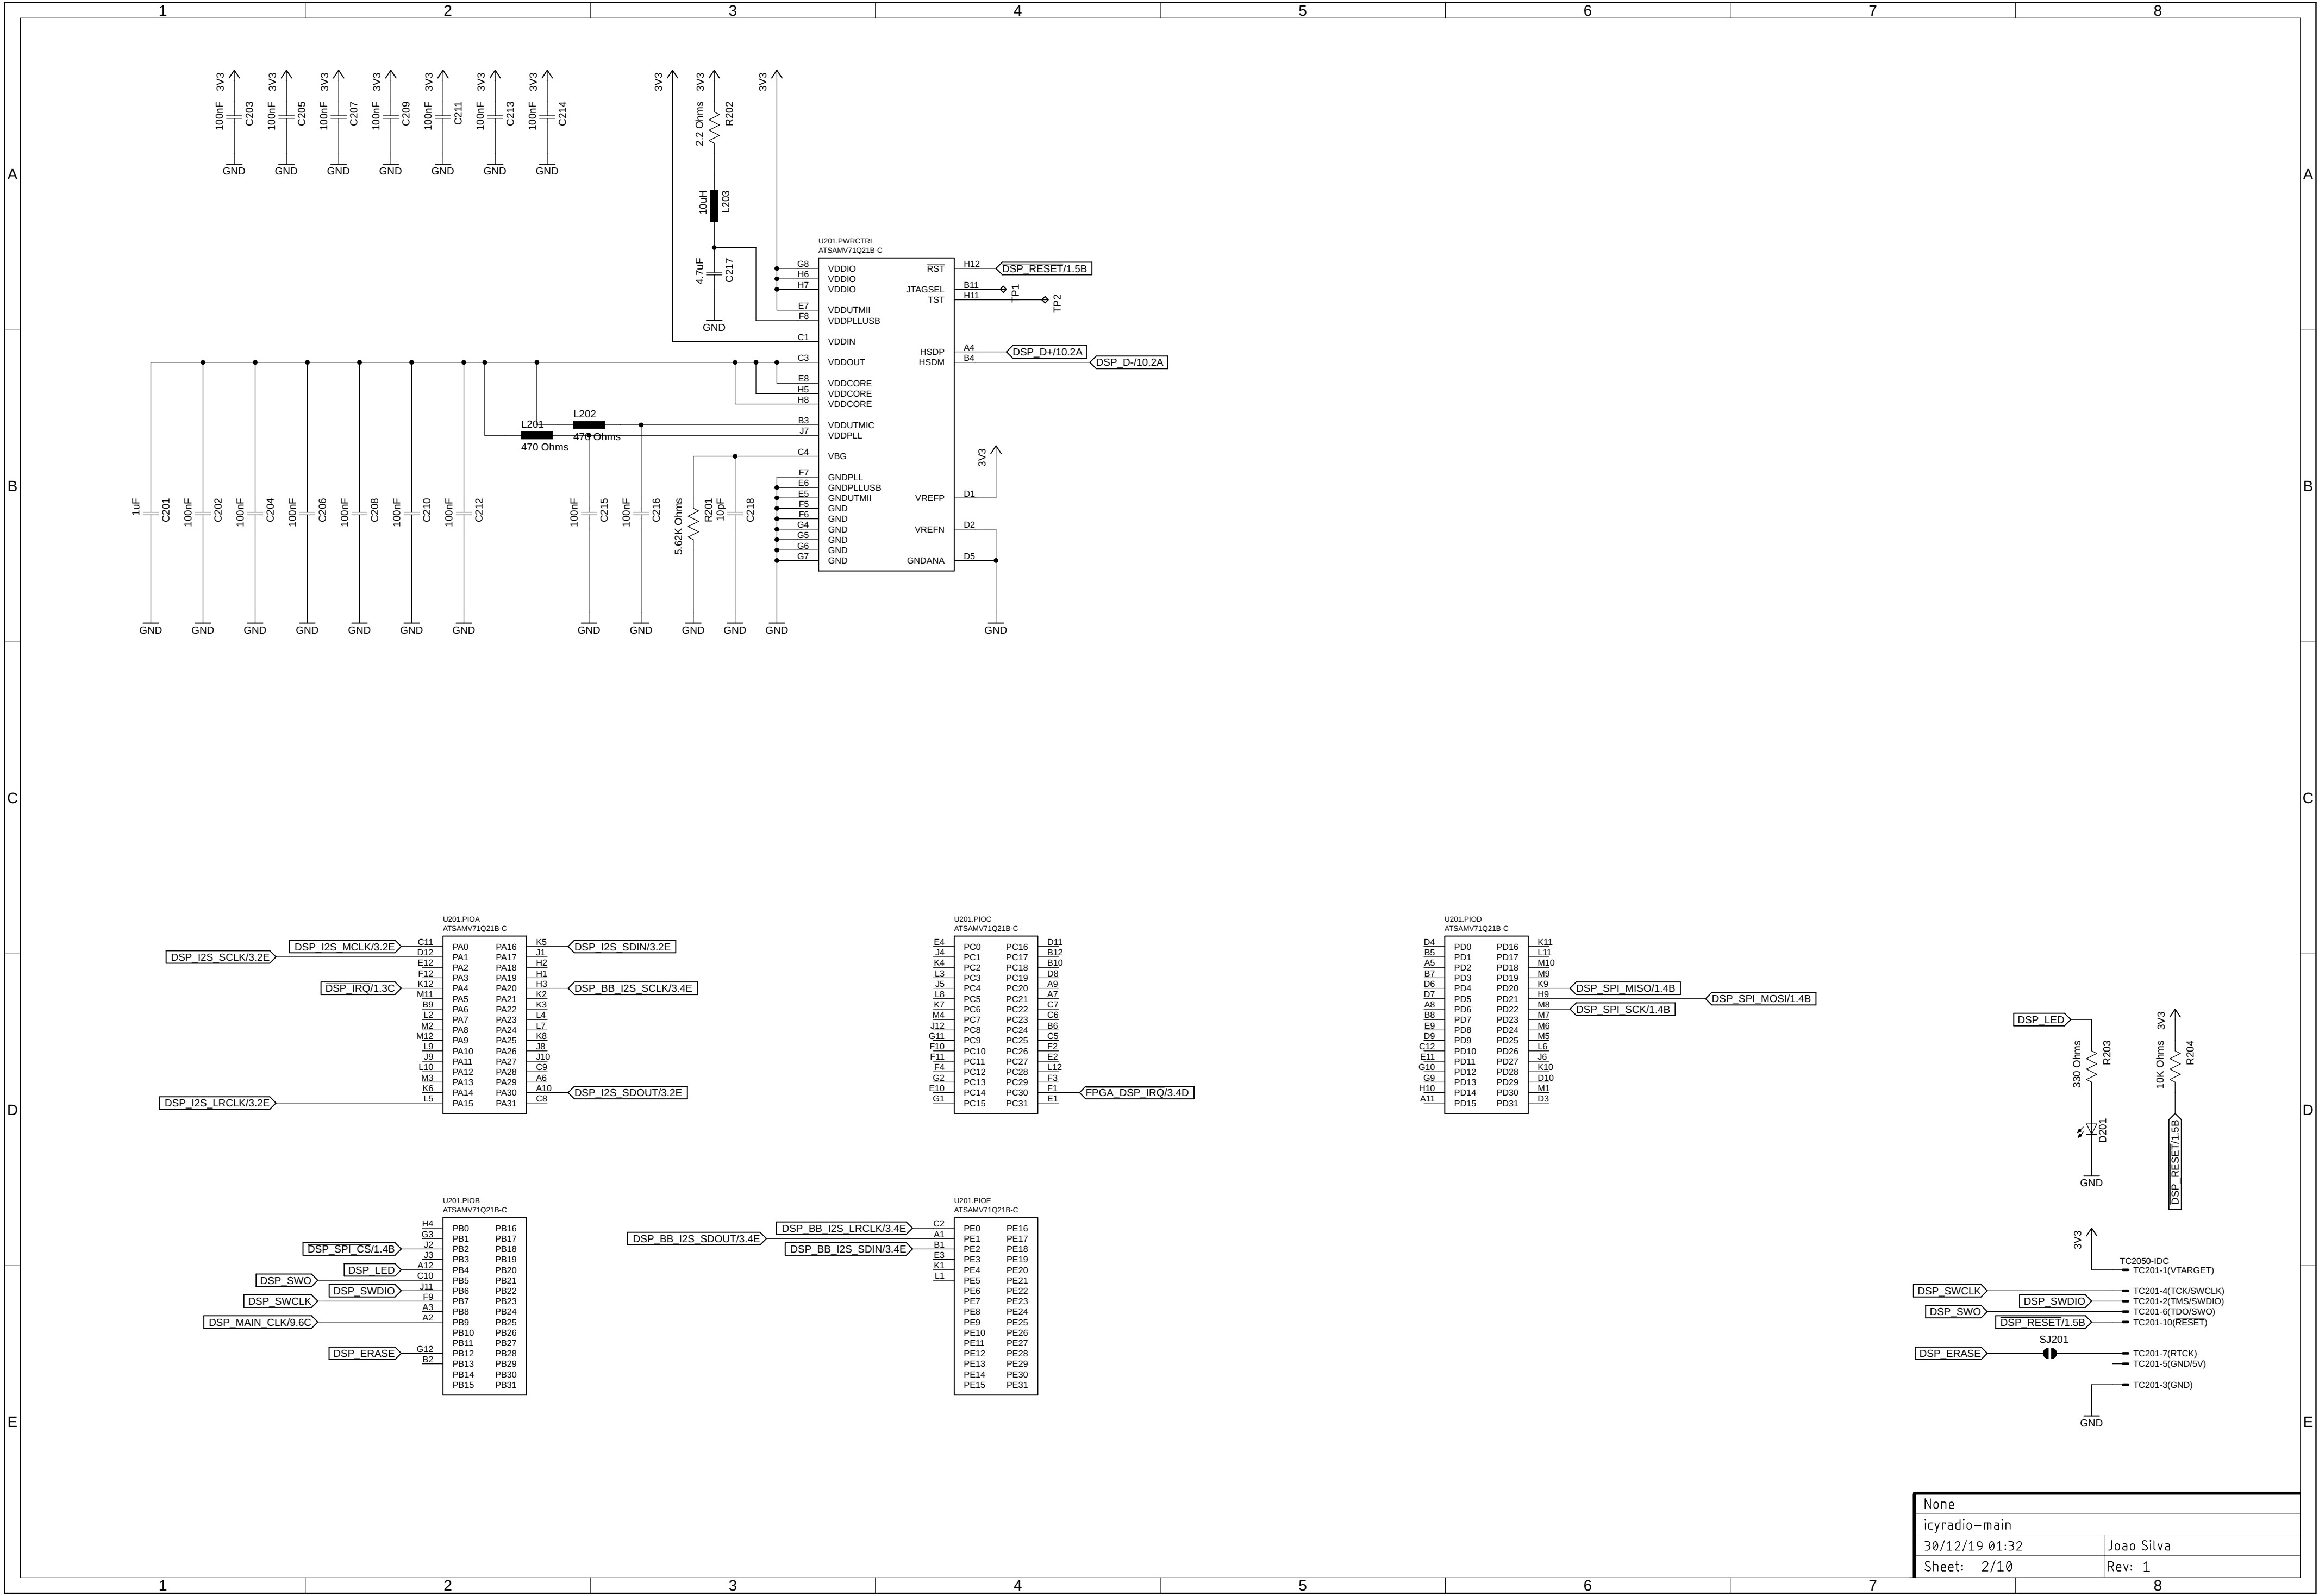 1 2 3 4 5 6 7 8
A
B
C
D
E
A
B
C
D
E
3V3 3V3 3V3 3V3 3V3 3V3 3V3
100nF C203 100nF C205 100nF C207 100nF C209 100nF C211 100nF C213 100nF C214
GND GND GND GND GND GND GND
3V3 3V3 3V3
2.2 Ohms R202
10uH L203
4.7uF C217
GND
U201.PWRCTRL
ATSAMV71Q21B-C
G8 VDDIO RST H12 DSP_RESET/1.5B
H6 VDDIO
H7 VDDIO JTAGSEL B11 TP1
TST H11 TP2
E7 VDDUTMII
F8 VDDPLLUSB
C1 VDDIN
HSDP A4 DSP_D+/10.2A
C3 VDDOUT HSDM B4 DSP_D-/10.2A
E8 VDDCORE
H5 VDDCORE
H8 VDDCORE
B3 VDDUTMIC
J7 VDDPLL
C4 VBG
F7 GNDPLL
E6 GNDPLLUSB
E5 GNDUTMII VREFP D1 3V3
F5 GND
F6 GND
G4 GND VREFN D2
G5 GND
G6 GND
G7 GND GNDANA D5
L202
470 Ohms
L201
470 Ohms
1uF C201 100nF C202 100nF C204 100nF C206 100nF C208 100nF C210 100nF C212 100nF C215 100nF C216 5.62K Ohms R201 10pF C218
GND GND GND GND GND GND GND GND GND GND GND GND GND
U201.PIOA
ATSAMV71Q21B-C
DSP_I2S_MCLK/3.2E C11 PA0 PA16 K5 DSP_I2S_SDIN/3.2E
DSP_I2S_SCLK/3.2E D12 PA1 PA17 J1
E12 PA2 PA18 H2
F12 PA3 PA19 H1
DSP_IRQ/1.3C K12 PA4 PA20 H3 DSP_BB_I2S_SCLK/3.4E
M11 PA5 PA21 K2
B9 PA6 PA22 K3
L2 PA7 PA23 L4
M2 PA8 PA24 L7
M12 PA9 PA25 K8
L9 PA10 PA26 J8
J9 PA11 PA27 J10
L10 PA12 PA28 C9
M3 PA13 PA29 A6
K6 PA14 PA30 A10 DSP_I2S_SDOUT/3.2E
DSP_I2S_LRCLK/3.2E L5 PA15 PA31 C8
U201.PIOC
ATSAMV71Q21B-C
E4 PC0 PC16 D11
J4 PC1 PC17 B12
K4 PC2 PC18 B10
L3 PC3 PC19 D8
J5 PC4 PC20 A9
L8 PC5 PC21 A7
K7 PC6 PC22 C7
M4 PC7 PC23 C6
J12 PC8 PC24 B6
G11 PC9 PC25 C5
F10 PC10 PC26 F2
F11 PC11 PC27 E2
F4 PC12 PC28 L12
G2 PC13 PC29 F3
E10 PC14 PC30 F1 FPGA_DSP_IRQ/3.4D
G1 PC15 PC31 E1
U201.PIOD
ATSAMV71Q21B-C
D4 PD0 PD16 K11
B5 PD1 PD17 L11
A5 PD2 PD18 M10
B7 PD3 PD19 M9
D6 PD4 PD20 K9 DSP_SPI_MISO/1.4B
D7 PD5 PD21 H9 DSP_SPI_MOSI/1.4B
A8 PD6 PD22 M8 DSP_SPI_SCK/1.4B
B8 PD7 PD23 M7
E9 PD8 PD24 M6
D9 PD9 PD25 M5
C12 PD10 PD26 L6
E11 PD11 PD27 J6
G10 PD12 PD28 K10
G9 PD13 PD29 D10
H10 PD14 PD30 M1
A11 PD15 PD31 D3
DSP_LED 3V3
330 Ohms R203 10K Ohms R204
D201
GND
DSP_RESET/1.5B
U201.PIOB
ATSAMV71Q21B-C
H4 PB0 PB16
G3 PB1 PB17
DSP_SPI_CS/1.4B J2 PB2 PB18
J3 PB3 PB19
DSP_LED A12 PB4 PB20
DSP_SWO C10 PB5 PB21
DSP_SWDIO J11 PB6 PB22
DSP_SWCLK F9 PB7 PB23
A3 PB8 PB24
DSP_MAIN_CLK/9.6C A2 PB9 PB25
PB10 PB26
PB11 PB27
DSP_ERASE G12 PB12 PB28
B2 PB13 PB29
PB14 PB30
PB15 PB31
U201.PIOE
ATSAMV71Q21B-C
DSP_BB_I2S_LRCLK/3.4E C2 PE0 PE16
DSP_BB_I2S_SDOUT/3.4E A1 PE1 PE17
DSP_BB_I2S_SDIN/3.4E B1 PE2 PE18
E3 PE3 PE19
K1 PE4 PE20
L1 PE5 PE21
PE6 PE22
PE7 PE23
PE8 PE24
PE9 PE25
PE10 PE26
PE11 PE27
PE12 PE28
PE13 PE29
PE14 PE30
PE15 PE31
3V3
TC2050-IDC
TC201-1(VTARGET)
DSP_SWCLK TC201-4(TCK/SWCLK)
DSP_SWDIO TC201-2(TMS/SWDIO)
DSP_SWO TC201-6(TDO/SWO)
DSP_RESET/1.5B TC201-10(RESET)
SJ201
DSP_ERASE TC201-7(RTCK)
TC201-5(GND/5V)
TC201-3(GND)
GND
None
icyradio-main
30/12/19 01:32 Joao Silva
Sheet: 2/10 Rev: 1
1 2 3 4 5 6 7 8